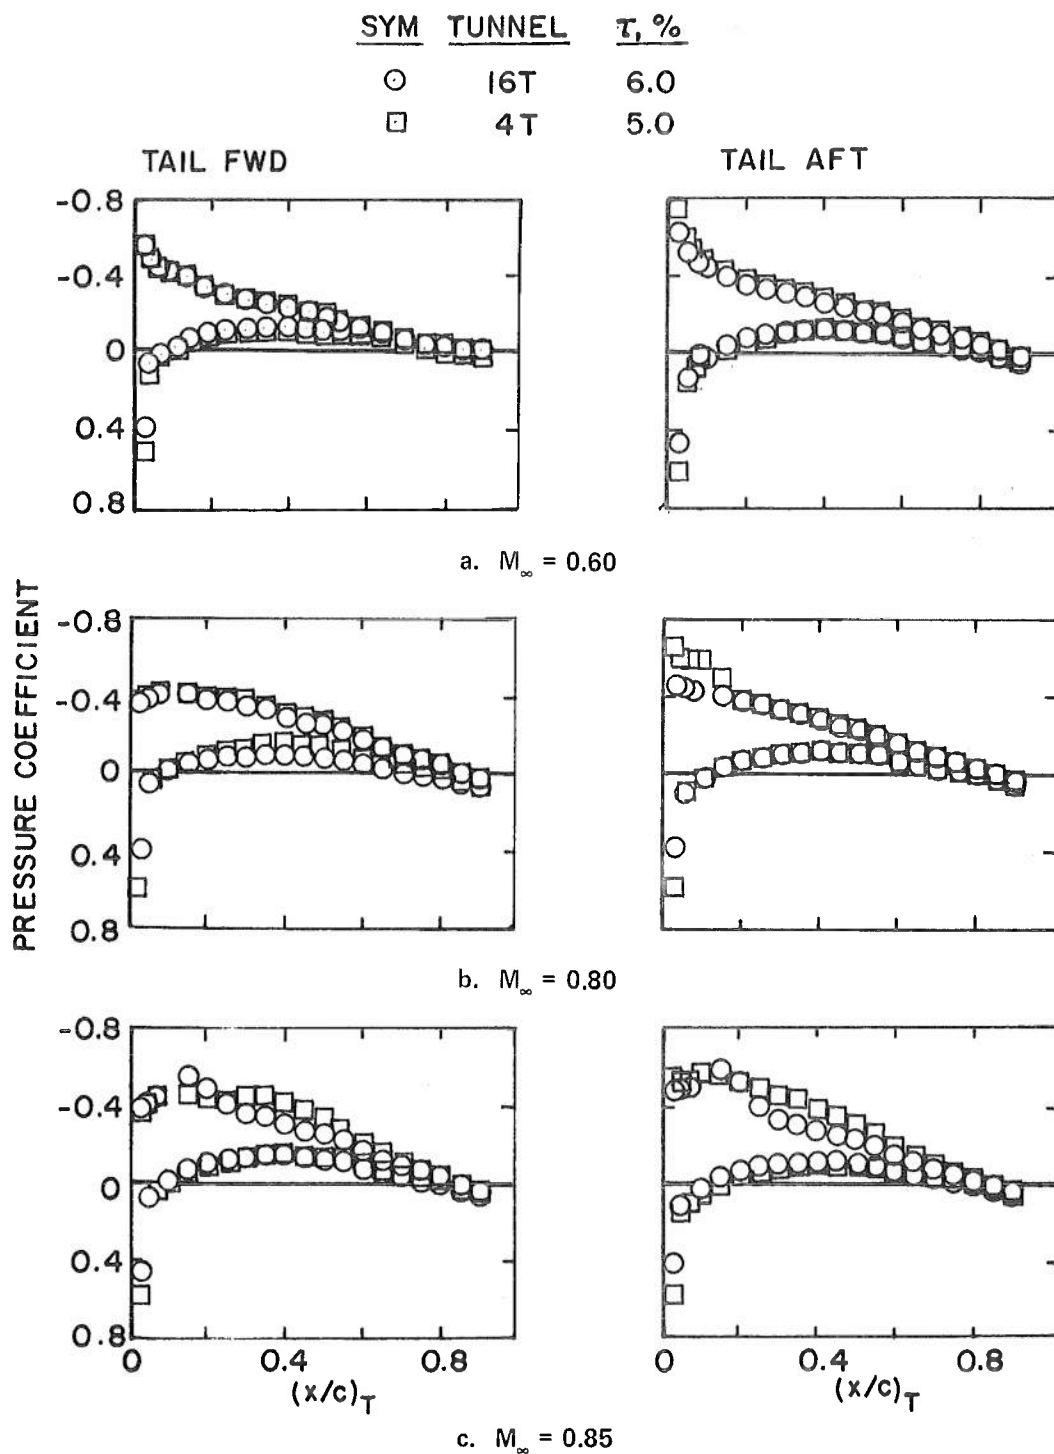 SYM TUNNEL τ, %
16T 6.0
4T 5.0
TAIL FWD TAIL AFT
-0.8
-0.4
0
0.4
0.8
a. M∞ = 0.60
PRESSURE COEFFICIENT
-0.8
-0.4
0
0.4
0.8
b. M∞ = 0.80
-0.8
-0.4
0
0.4
0.8
0 0.4 0.8 0 0.4 0.8
(x/c)T (x/c)T
c. M∞ = 0.85